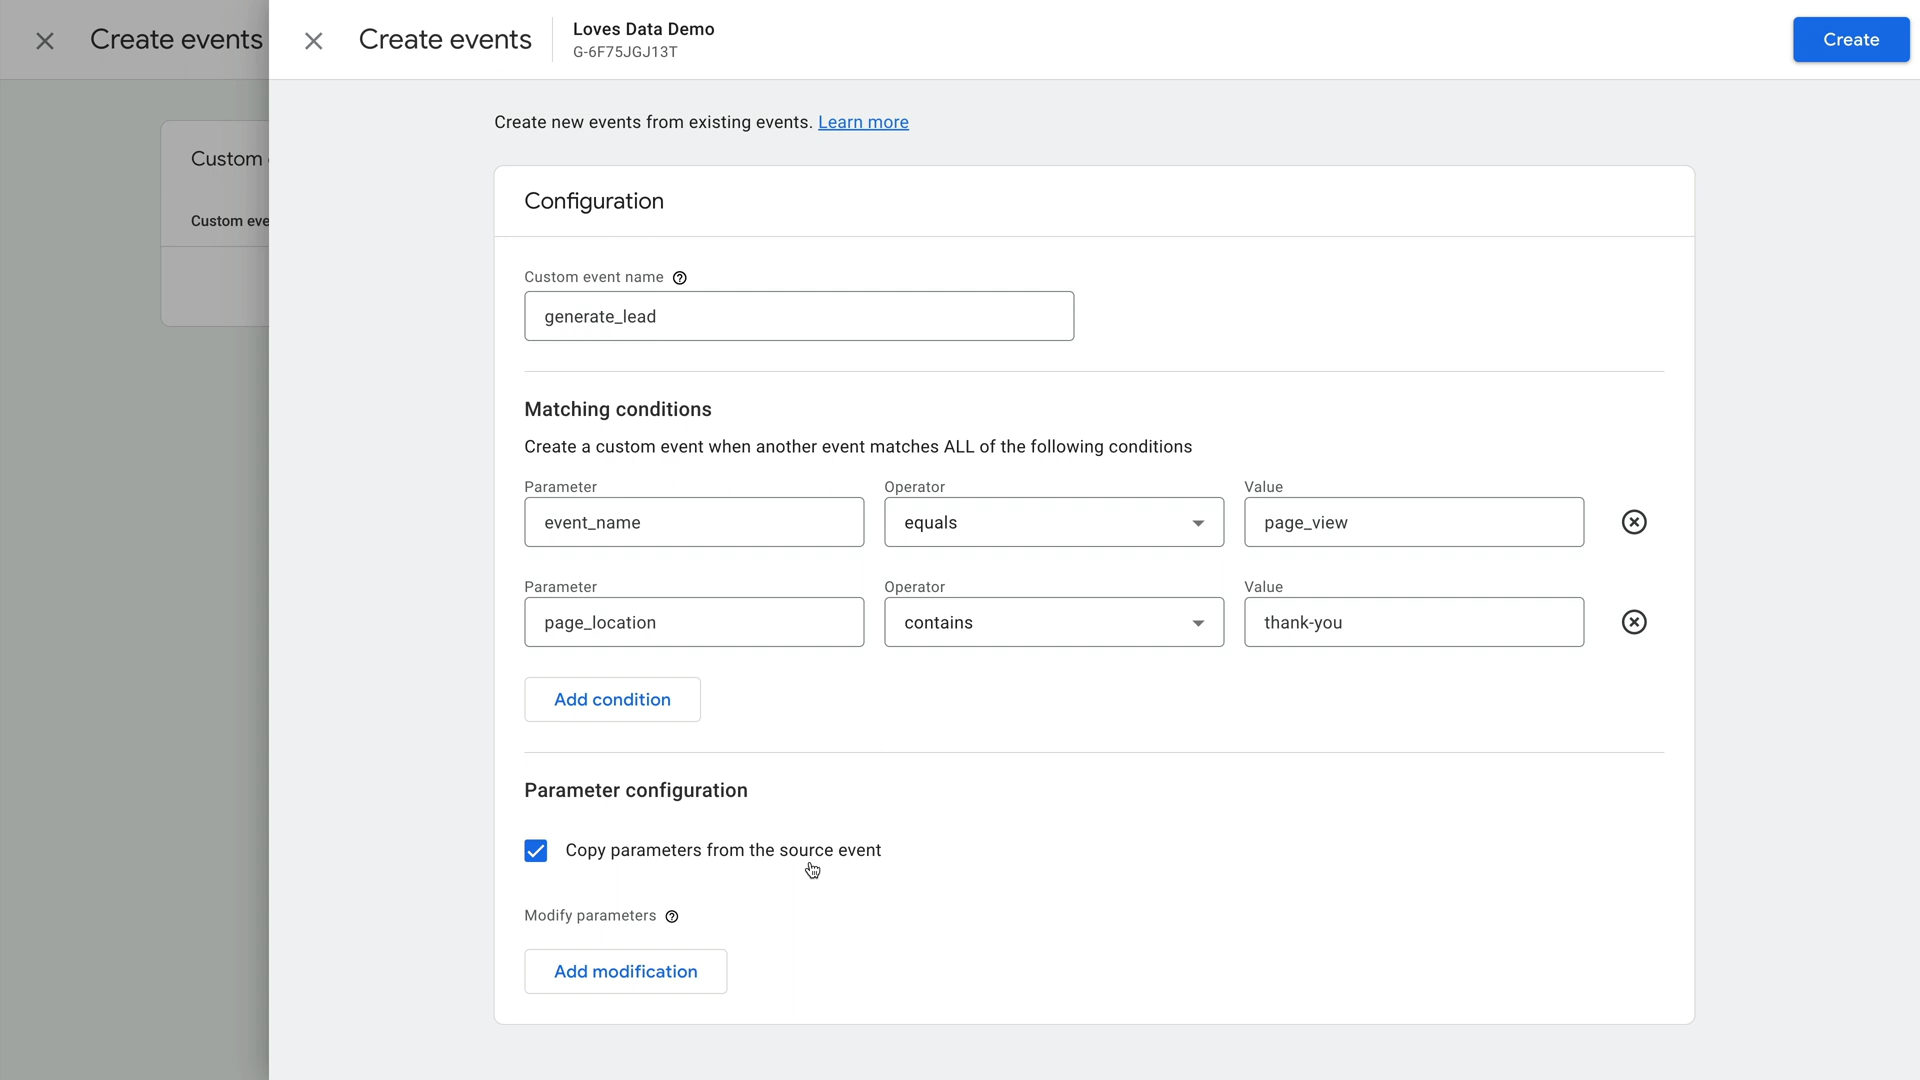 Create events
Create events
Loves Data Demo
G-6F75JGJ13T
Create
Create new events from existing events. Learn more
Custom
Custom eve
Configuration
Custom event name
generate_lead
Matching conditions
Create a custom event when another event matches ALL of the following conditions
Parameter Operator Value
event_name equals page_view
Parameter Operator Value
page_location contains thank-you
Add condition
Parameter configuration
Copy parameters from the source event
Modify parameters
Add modification